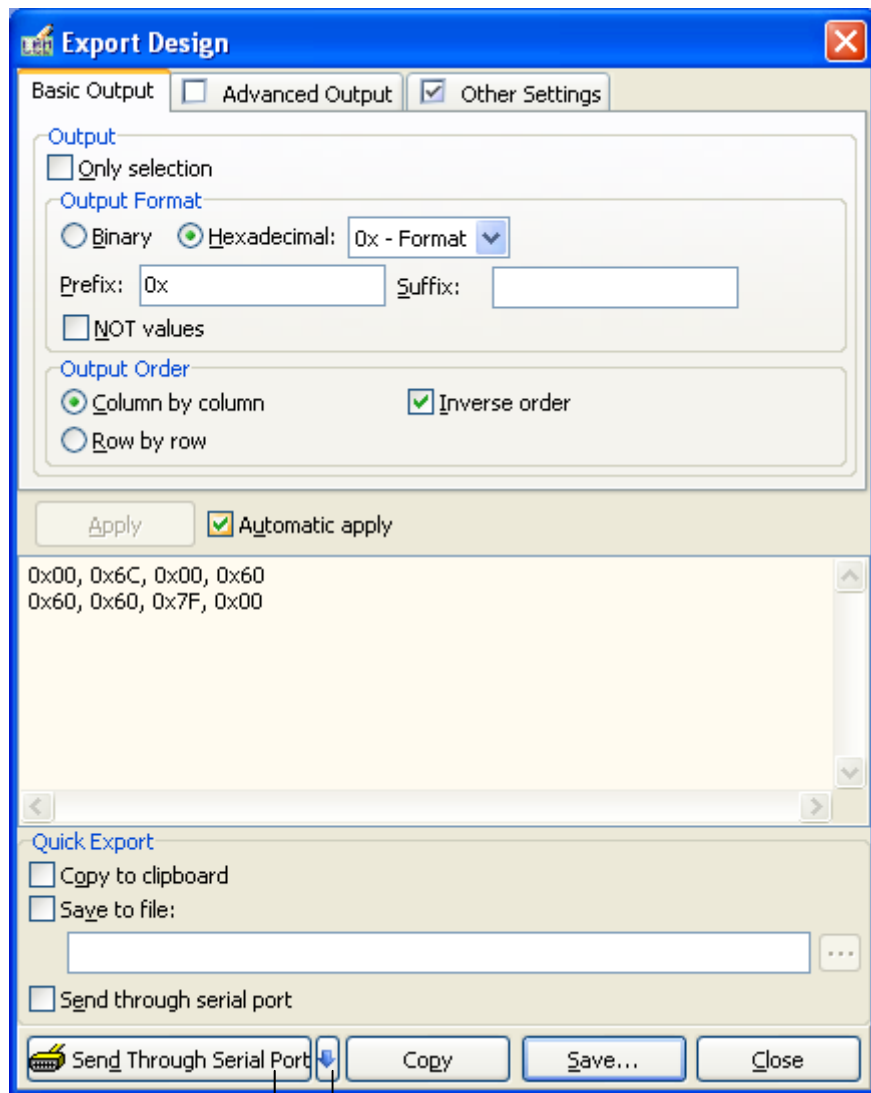 Export Design
Basic Output Advanced Output Other Settings
Output
Only selection
Output Format
Binary Hexadecimal: 0x - Format
Prefix: 0x Suffix:
NOT values
Output Order
Column by column Inverse order
Row by row
Apply Automatic apply
0x00, 0x6C, 0x00, 0x60
0x60, 0x60, 0x7F, 0x00
Quick Export
Copy to clipboard
Save to file:
...
Send through serial port
Send Through Serial Port Copy Save... Close